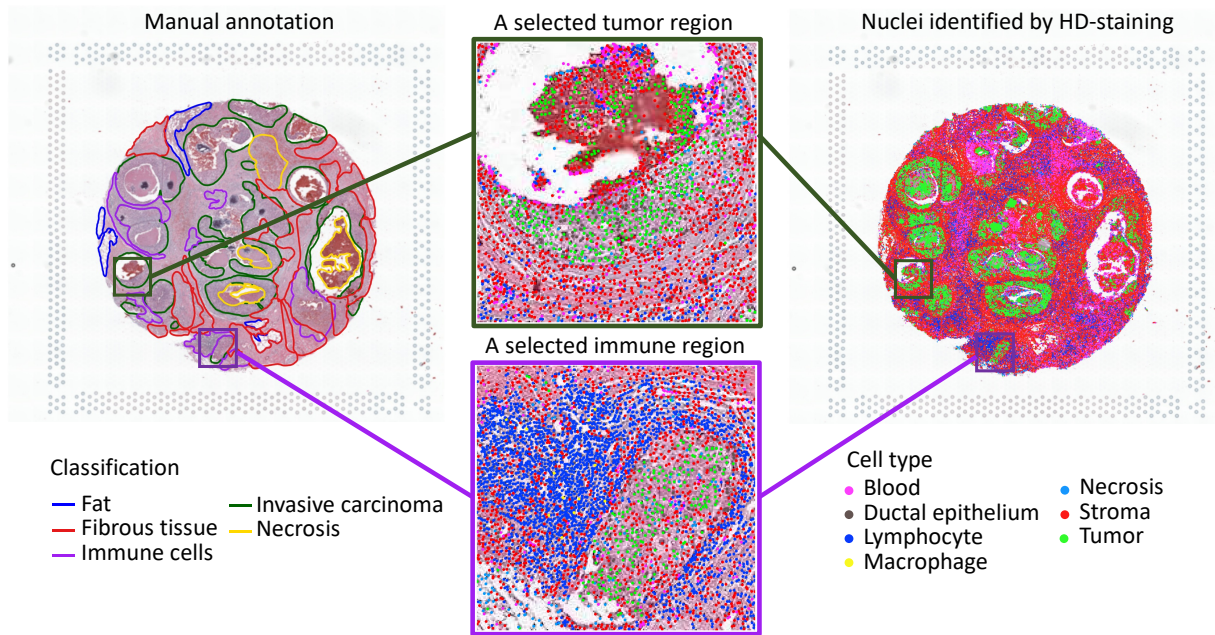 Manual annotation
A selected tumor region
Nuclei identified by HD-staining
A selected immune region
Classification
Fat
Fibrous tissue
Immune cells
Invasive carcinoma
Necrosis
Cell type
Blood
Ductal epithelium
Lymphocyte
Macrophage
Necrosis
Stroma
Tumor